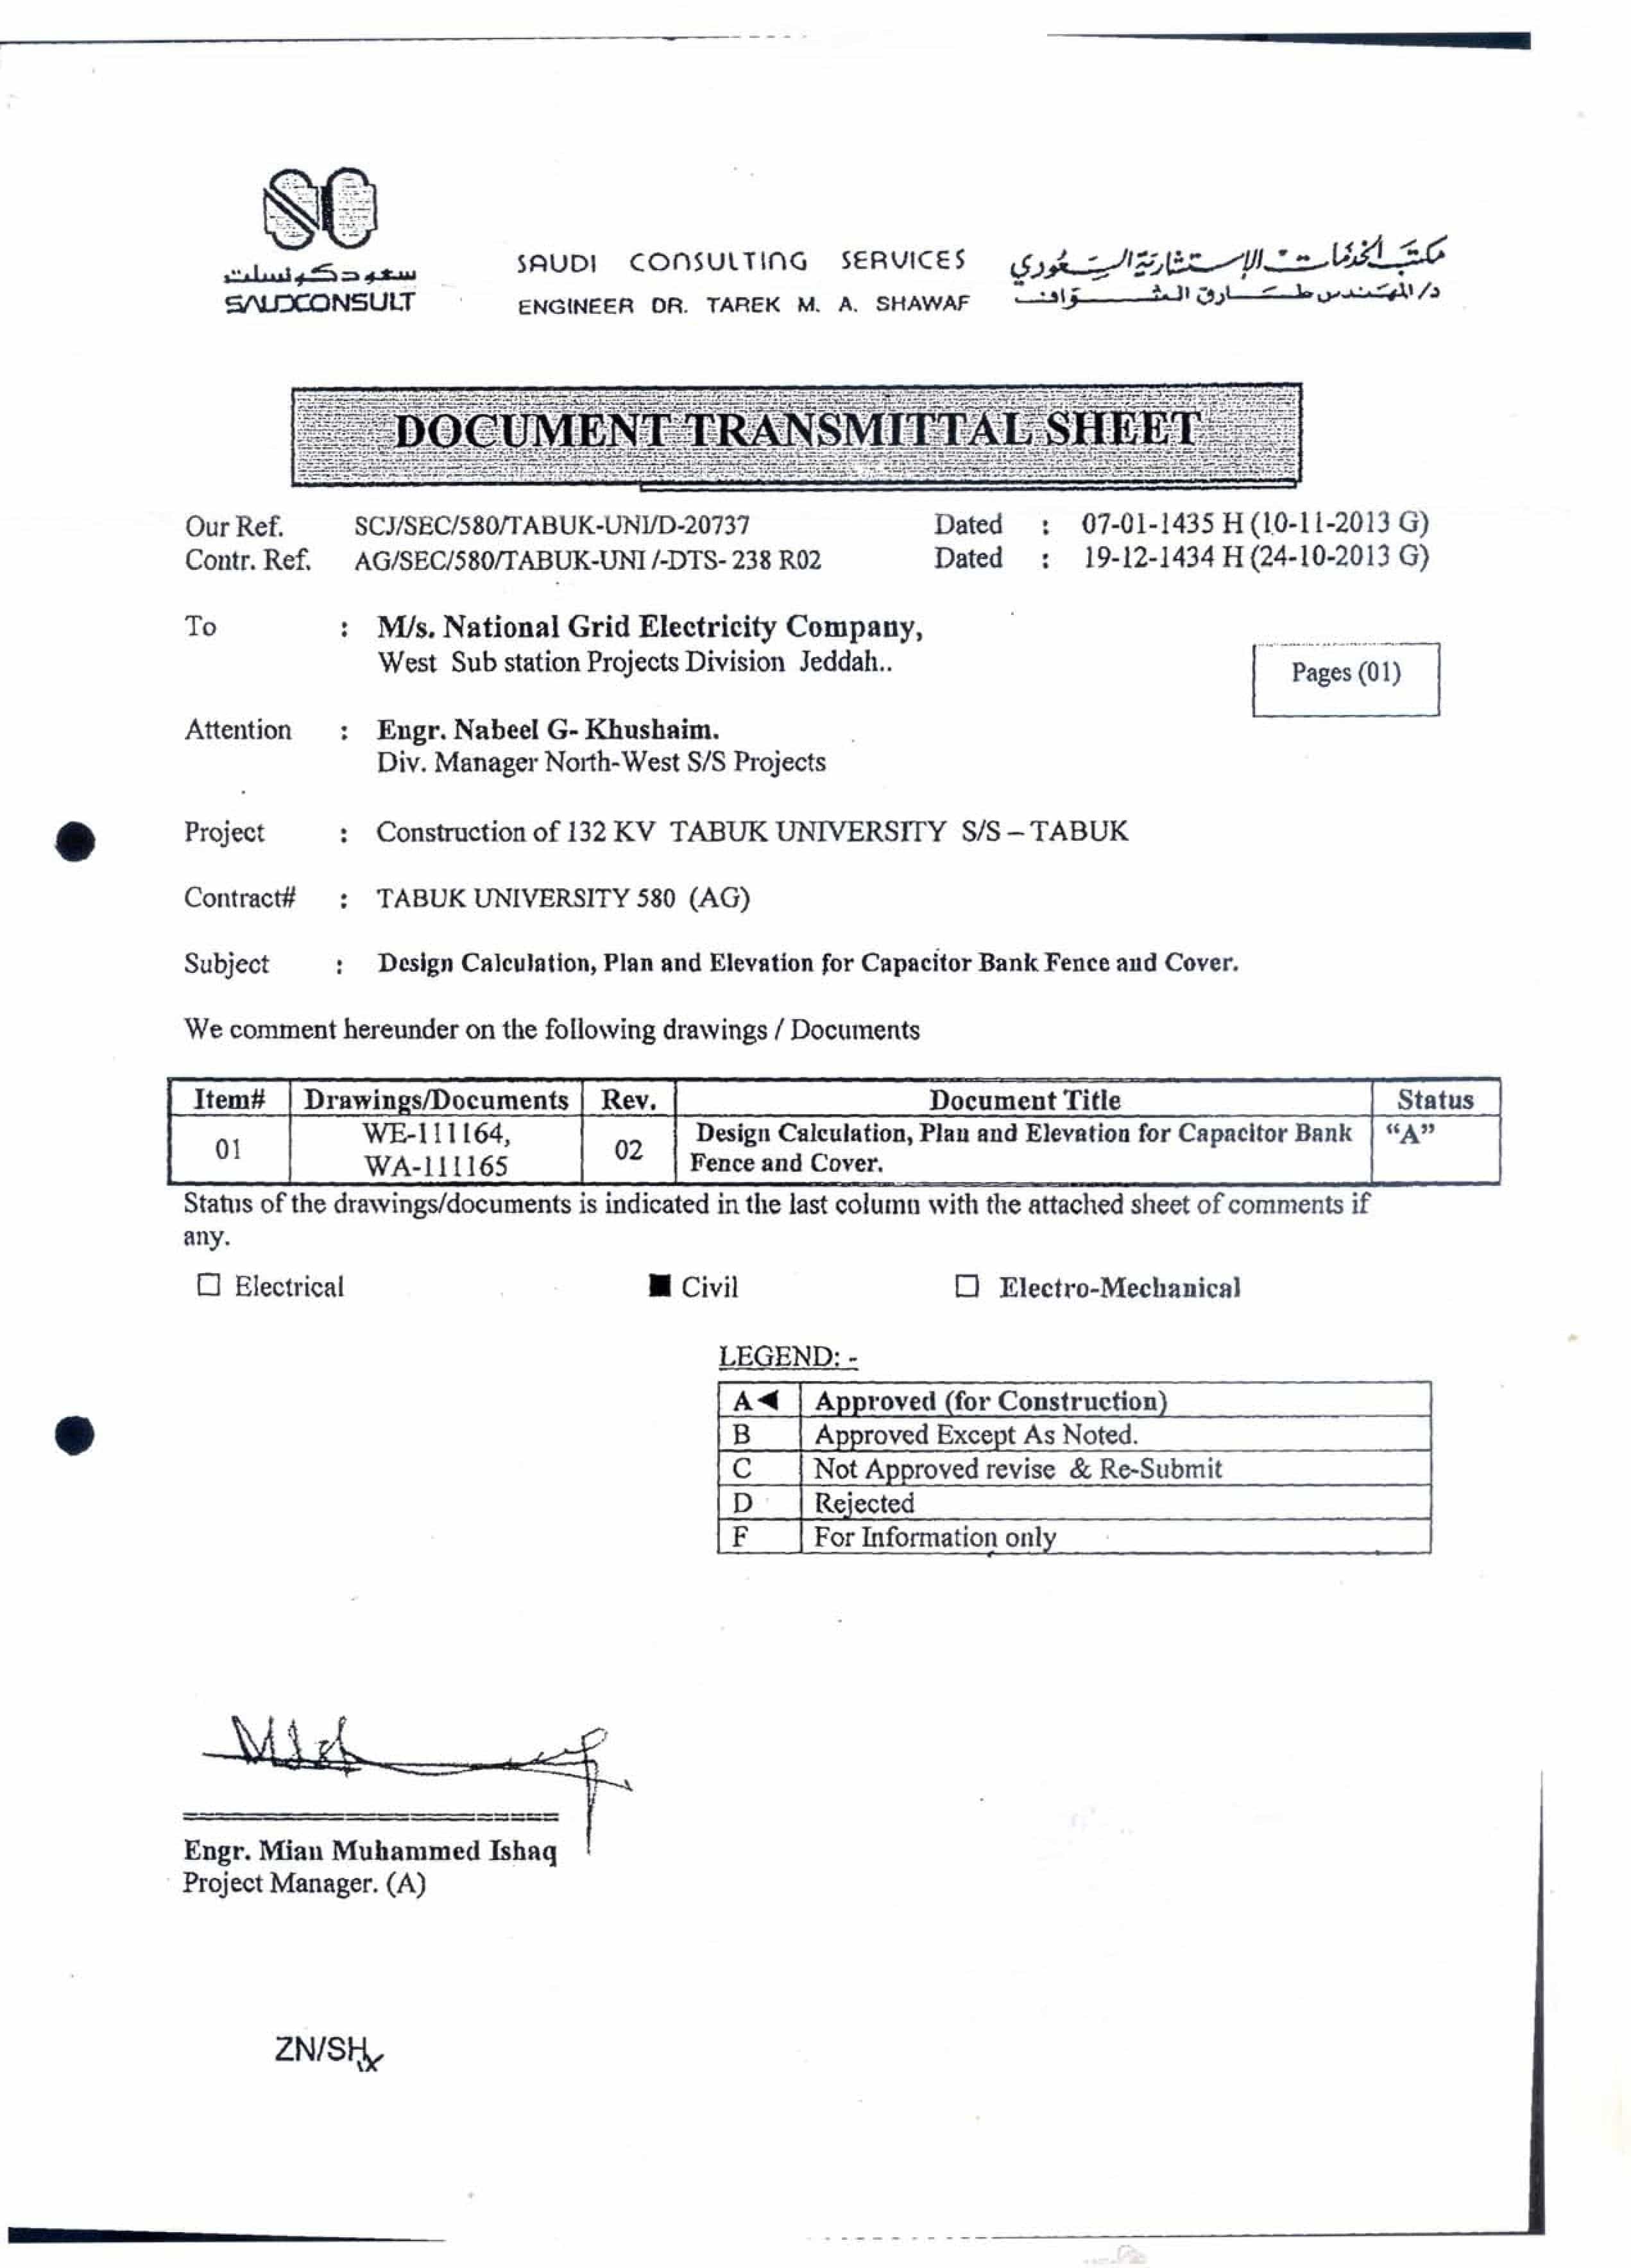 سعودكونسلت
SAUDCONSULT
SAUDI CONSULTING SERVICES
ENGINEER DR. TAREK M. A. SHAWAF
مكتب الخدمات الإستشارية السعودي
د/المهندس طارق الشواف
DOCUMENT TRANSMITTAL SHEET
Our Ref. SCJ/SEC/580/TABUK-UNI/D-20737 Dated : 07-01-1435 H (10-11-2013 G)
Contr. Ref. AG/SEC/580/TABUK-UNI /-DTS- 238 R02 Dated : 19-12-1434 H (24-10-2013 G)
To : M/s. National Grid Electricity Company,
West Sub station Projects Division Jeddah..
Pages (01)
Attention : Engr. Nabeel G- Khushaim.
Div. Manager North-West S/S Projects
Project : Construction of 132 KV TABUK UNIVERSITY S/S – TABUK
Contract# : TABUK UNIVERSITY 580 (AG)
Subject : Design Calculation, Plan and Elevation for Capacitor Bank Fence and Cover.
We comment hereunder on the following drawings / Documents
Item# Drawings/Documents Rev. Document Title Status
01 WE-111164, WA-111165 02 Design Calculation, Plan and Elevation for Capacitor Bank Fence and Cover. “A”
Status of the drawings/documents is indicated in the last column with the attached sheet of comments if
any.
☐ Electrical ■ Civil ☐ Electro-Mechanical
LEGEND: -
A◄ Approved (for Construction)
B Approved Except As Noted.
C Not Approved revise & Re-Submit
D Rejected
F For Information only
Engr. Mian Muhammed Ishaq
Project Manager. (A)
ZN/SH